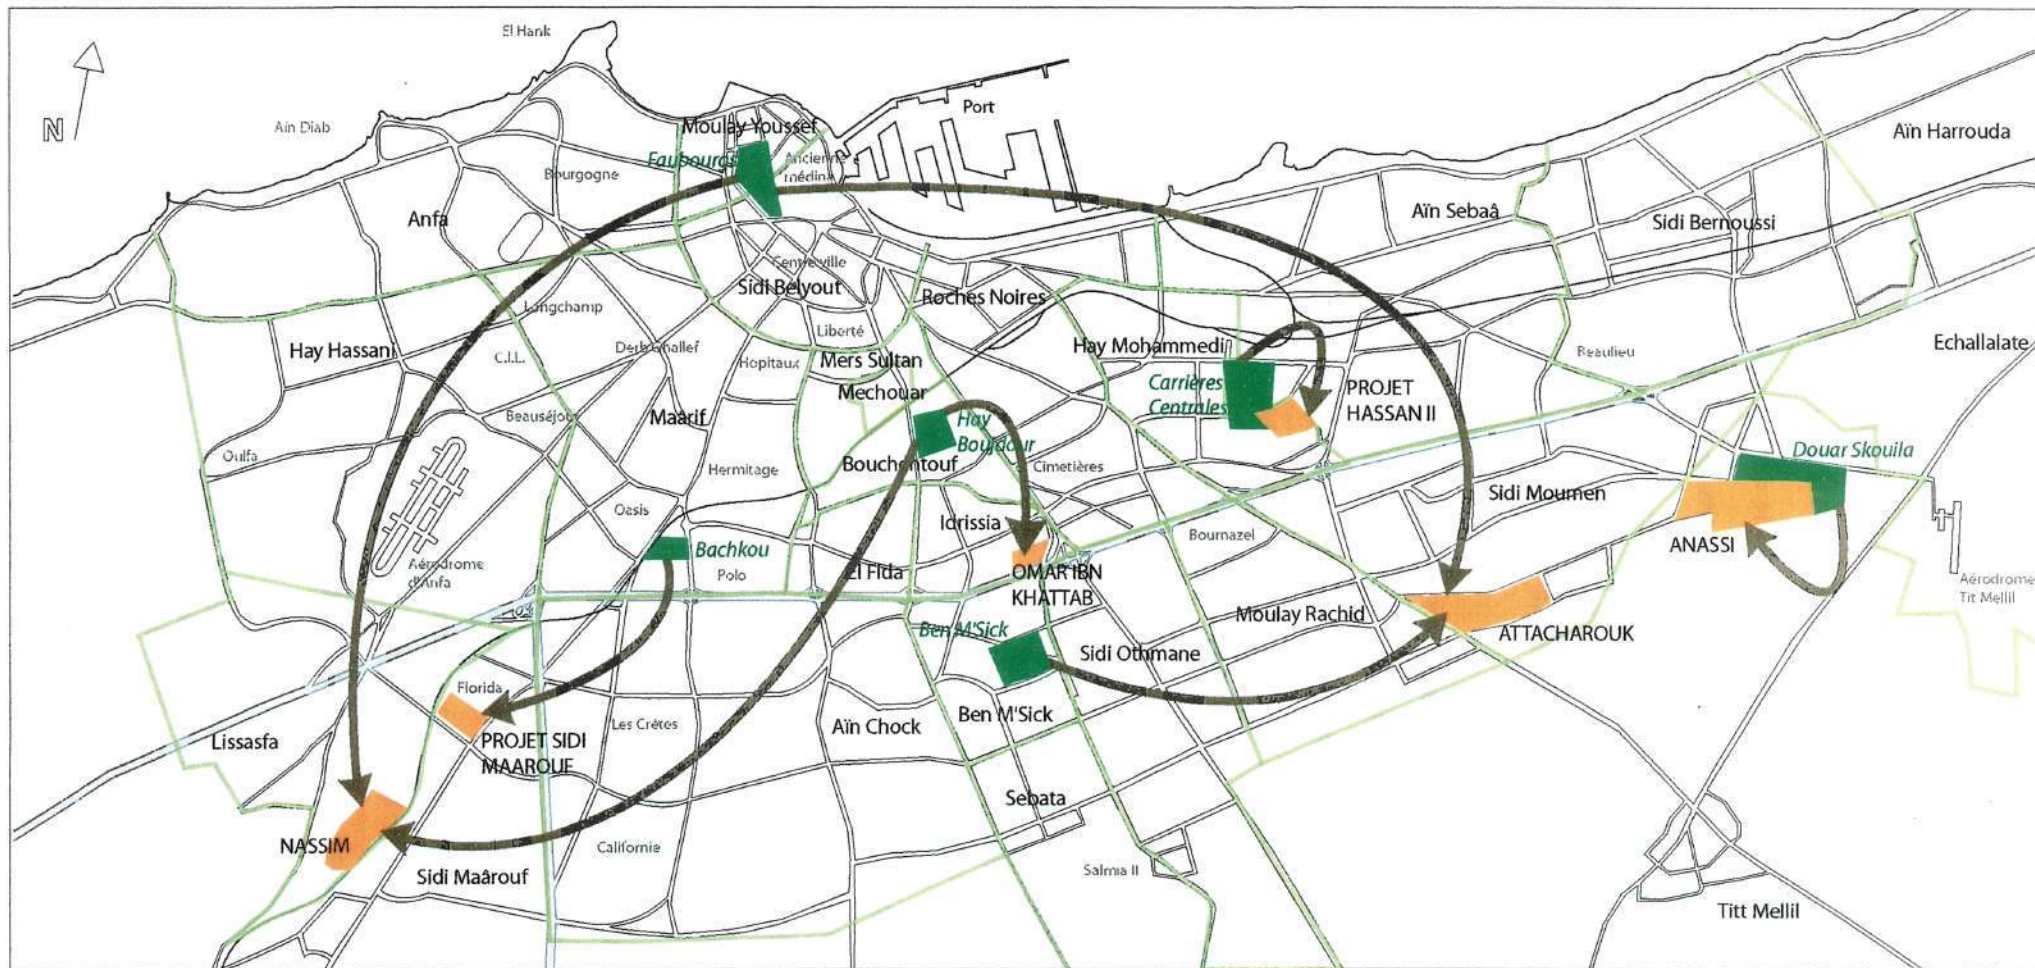 El Hank
N
Port
Aïn Diab
Moulay Youssef
Aïn Harrouda
Faubourgs
Ancienne
médina
Bourgogne
Anfa
Aïn Sebaâ
Sidi Bernoussi
Centre ville
Sidi Belyout
Roches Noires
Longchamp
Liberté
Hay Hassani
C.I.L.
Derb Ghallef
Hopitaux
Mers Sultan
Hay Mohammedi
Beaulieu
Echallalate
Mechouar
Carrières
Centrales
PROJET
HASSAN II
Beauséjour
Maârif
Hay
Boujdour
Oulfa
Hermitage
Bouchentouf
Cimetières
Douar Skouila
Sidi Moumen
Oasis
Idrissia
Bournazel
ANASSI
Bachkou
Aérodrome
d'Anfa
Polo
El Fida
OMAR IBN
KHATTAB
Aérodrome
Tit Mellil
Moulay Rachid
Ben M'Sick
ATTACHAROUK
Sidi Othmane
Florida
Les Crètes
Aïn Chock
Ben M'Sick
Lissasfa
PROJET SIDI
MAAROUF
Sebata
NASSIM
Californie
Sidi Maârouf
Salmia II
Titt Mellil